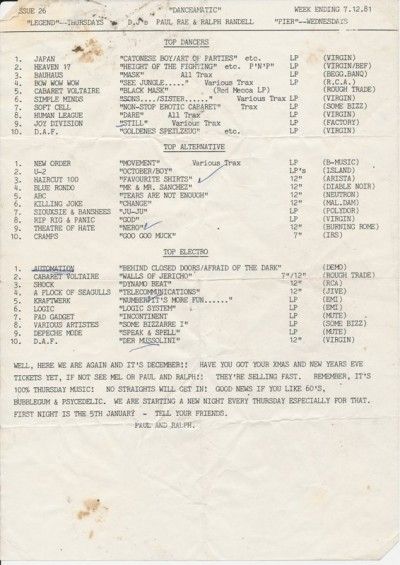 ISSUE 26 "DANCEAMATIC" WEEK ENDING 7.12.81
"LEGEND"--THURSDAYS D.J'S PAUL RAE & RALPH RANDELL "PIER"--WEDNESDAYS
TOP DANCERS
1. JAPAN "CATONESE BOY/ART OF PARTIES" etc. LP (VIRGIN)
2. HEAVEN 17 "HEIGHT OF THE FIGHTING" etc. P'N'P" LP (VIRGIN/BEF)
3. BAUHAUS "MASK" All Trax LP (BEGG.BANQ)
4. BOW WOW WOW "SEE JUNGLE....." Various Trax LP (R.C.A.)
5. CABARET VOLTAIRE "BLACK MASK" (Red Mecca LP) LP (ROUGH TRADE)
6. SIMPLE MINDS "SONS..../SISTER......" Various Trax LP (VIRGIN)
7. SOFT CELL "NON-STOP EROTIC CABARET" Trax LP (SOME BIZZ)
8. HUMAN LEAGUE "DARE" All Trax LP (VIRGIN)
9. JOY DIVISION "STILL" Various Trax LP (FACTORY)
10. D.A.F. "GOLDENES SPEILZEUG" etc. LP (VIRGIN)
TOP ALTERNATIVE
1. NEW ORDER "MOVEMENT" Various Trax LP (B-MUSIC)
2. U-2 "OCTOBER/BOY" LP's (ISLAND)
3. HAIRCUT 100 "FAVOURITE SHIRTS" 12" (ARISTA)
4. BLUE RONDO "ME & MR. SANCHEZ" 12" (DIABLE NOIR)
5. ABC "TEARS ARE NOT ENOUGH" 12" (NEUTRON)
6. KILLING JOKE "CHANGE" 12" (MAL.DAM)
7. SIOUXSIE & BANSHEES "JU-JU" LP (POLYDOR)
8. RIP RIG & PANIC "GOD" LP (VIRGIN)
9. THEATRE OF HATE "NERO" 12" (BURNING ROME)
10. CRAMPS "GOO GOO MUCK" 7" (IRS)
TOP ELECTRO
1. AUTOMATION "BEHIND CLOSED DOORS/AFRAID OF THE DARK" (DEMO)
2. CABARET VOLTAIRE "WALLS OF JERICHO" 7"/12" (ROUGH TRADE)
3. SHOCK "DYNAMO BEAT" 12" (RCA)
4. A FLOCK OF SEAGULLS "TELECOMMUNICATIONS" 12" (JIVE)
5. KRAFTWERK "NUMBER/IT'S MORE FUN......" LP (EMI)
6. LOGIC "LOGIC SYSTEM" LP (EMI)
7. FAD GADGET "INCONTINENT LP (MUTE)
8. VARIOUS ARTISTES "SOME BIZZARRE I" LP (SOME BIZZ)
9. DEPECHE MODE "SPEAK & SPELL" LP (MUTE)
10. D.A.F. "DER MUSSOLINI" 12" (VIRGIN)
WELL, HERE WE ARE AGAIN AND IT'S DECEMBER!! HAVE YOU GOT YOUR XMAS AND NEW YEARS EVE
TICKETS YET, IF NOT SEE MEL OR PAUL AND RALPH!! THEY'RE SELLING FAST. REMEMBER, IT'S
100% THURSDAY MUSIC! NO STRAIGHTS WILL GET IN! GOOD NEWS IF YOU LIKE 60'S,
BUBBLEGUM & PSYCEDELIC. WE ARE STARTING A NEW NIGHT EVERY THURSDAY ESPECIALLY FOR THAT.
FIRST NIGHT IS THE 5TH JANUARY - TELL YOUR FRIENDS.
PAUL AND RALPH.